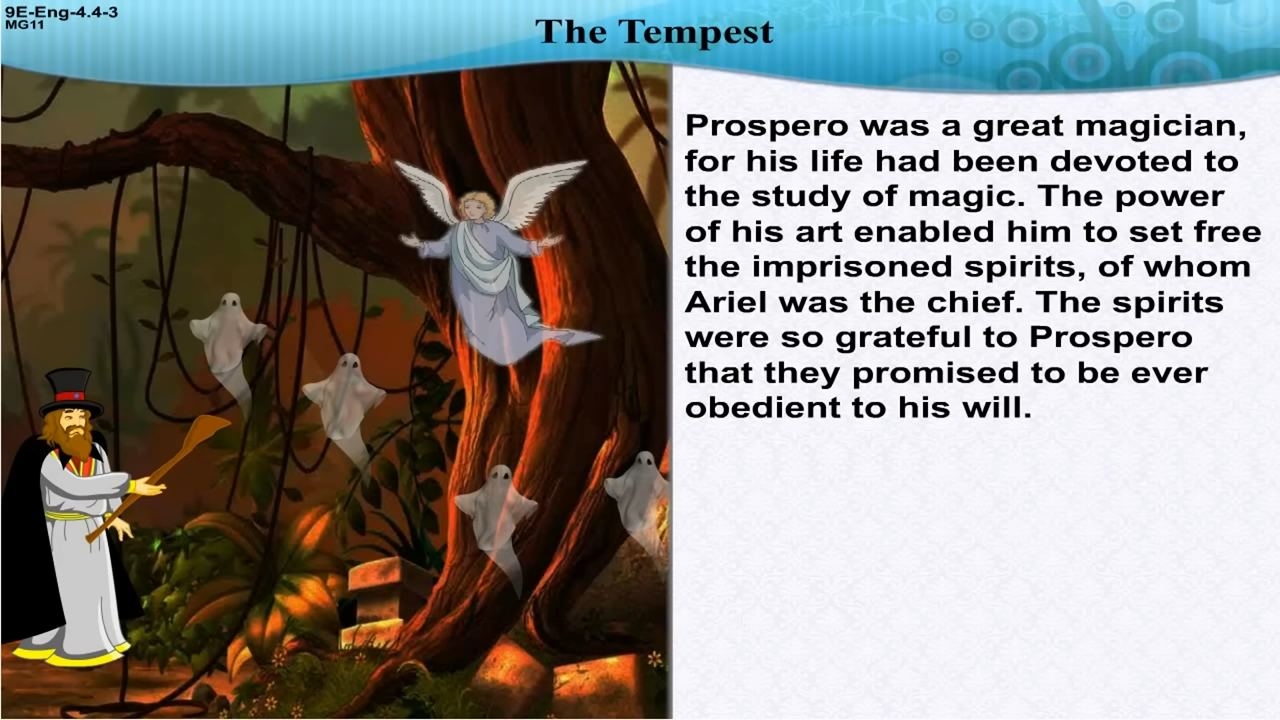 9E-Eng-4.4-3
MG11
The Tempest
Prospero was a great magician,
for his life had been devoted to
the study of magic. The power
of his art enabled him to set free
the imprisoned spirits, of whom
Ariel was the chief. The spirits
were so grateful to Prospero
that they promised to be ever
obedient to his will.